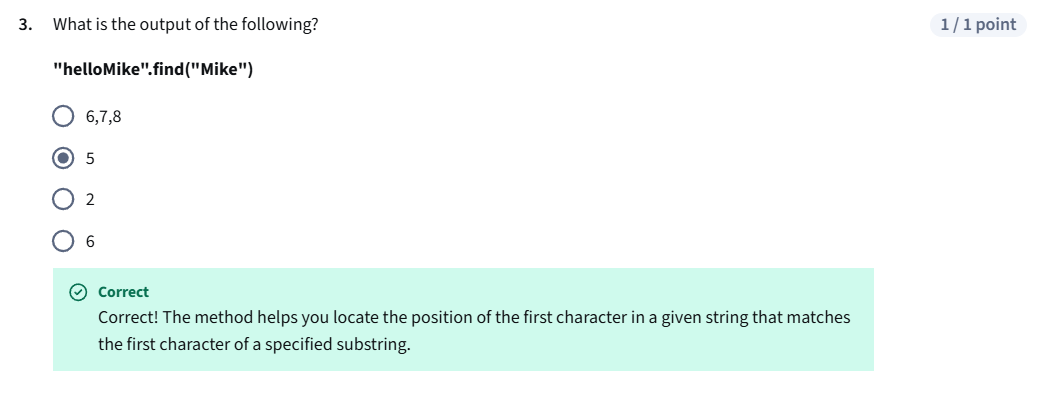 3. What is the output of the following?
1 / 1 point
"helloMike".find("Mike")
6,7,8
5
2
6
Correct
Correct! The method helps you locate the position of the first character in a given string that matches
the first character of a specified substring.